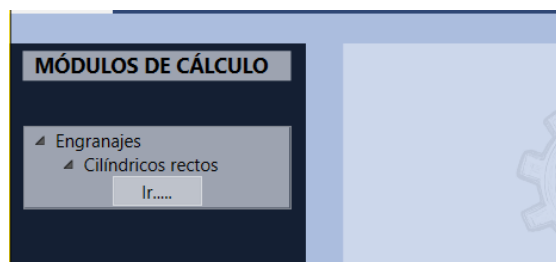 MÓDULOS DE CÁLCULO
Engranajes
Cilíndricos rectos
Ir.....